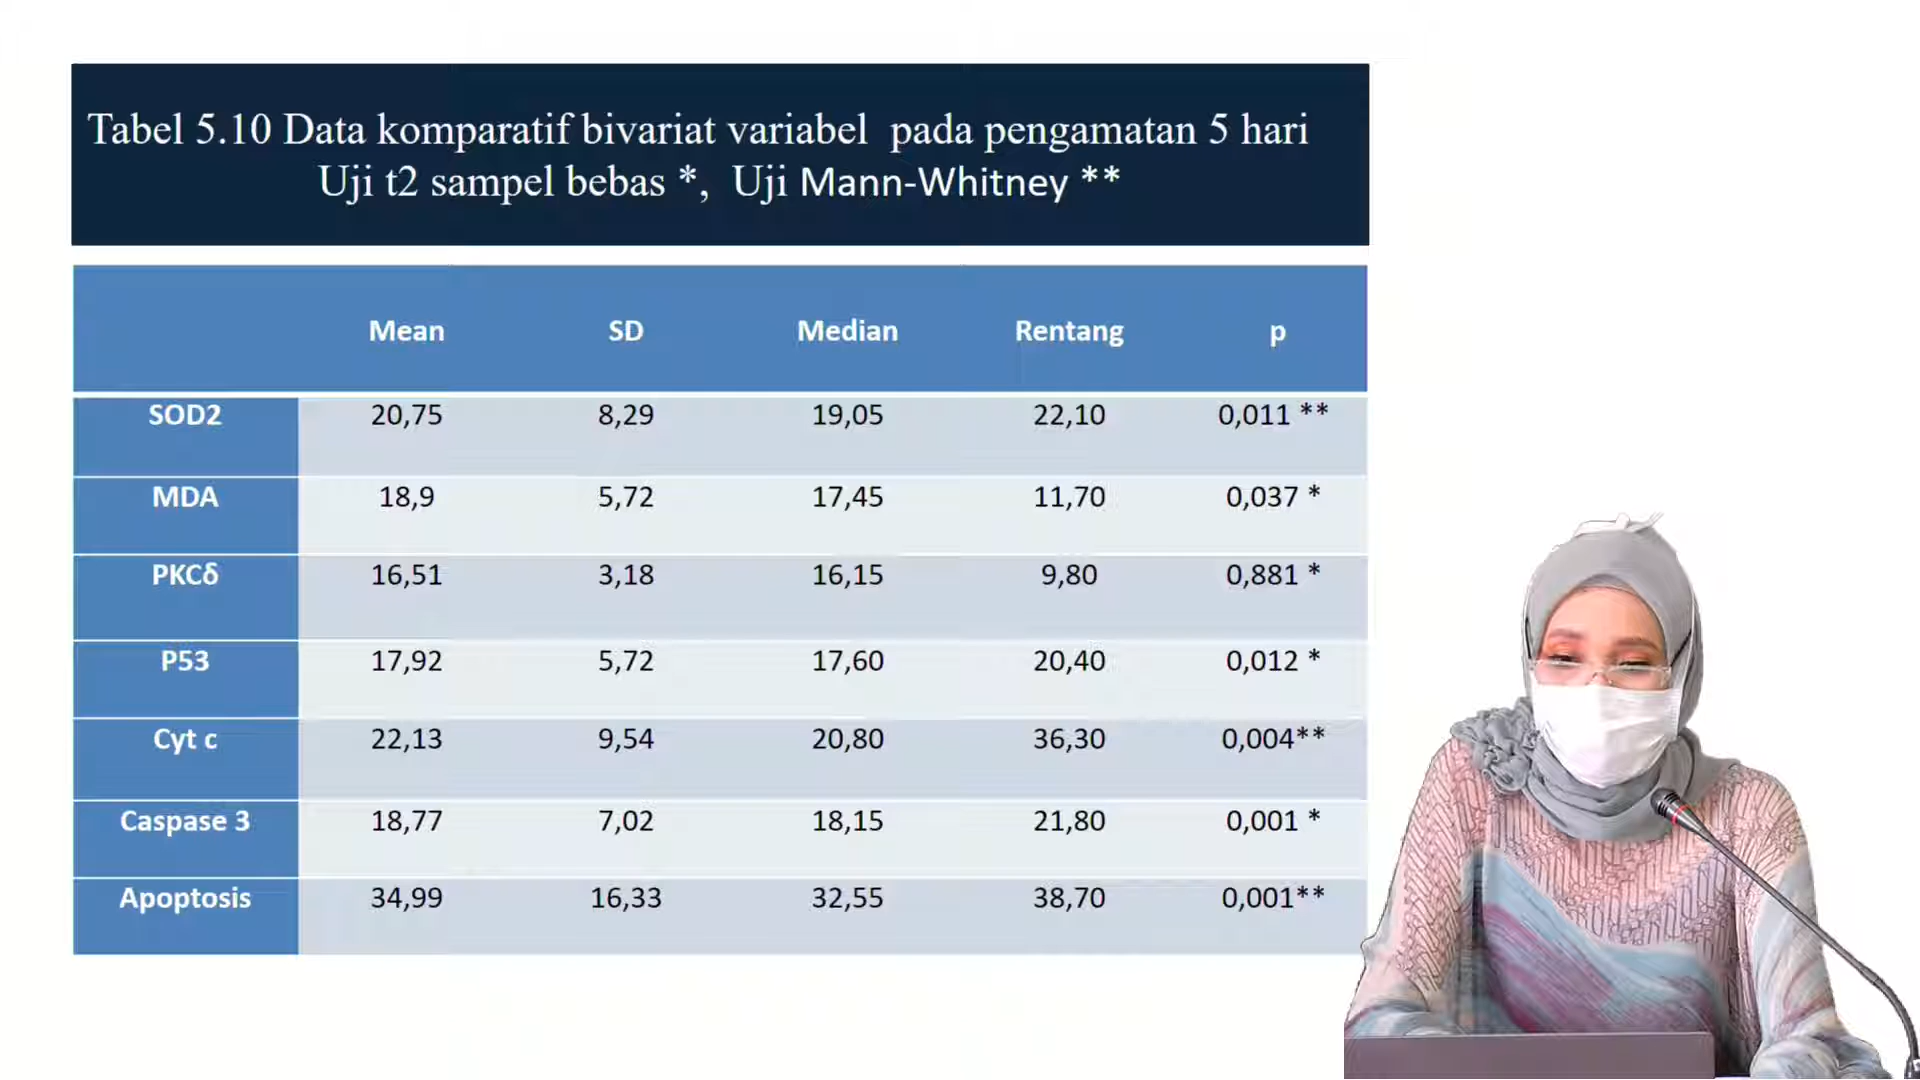 Tabel 5.10 Data komparatif bivariat variabel pada pengamatan 5 hari
Uji t2 sampel bebas *, Uji Mann-Whitney **
Mean SD Median Rentang p
SOD2 20,75 8,29 19,05 22,10 0,011 **
MDA 18,9 5,72 17,45 11,70 0,037 *
PKCδ 16,51 3,18 16,15 9,80 0,881 *
P53 17,92 5,72 17,60 20,40 0,012 *
Cyt c 22,13 9,54 20,80 36,30 0,004**
Caspase 3 18,77 7,02 18,15 21,80 0,001 *
Apoptosis 34,99 16,33 32,55 38,70 0,001**